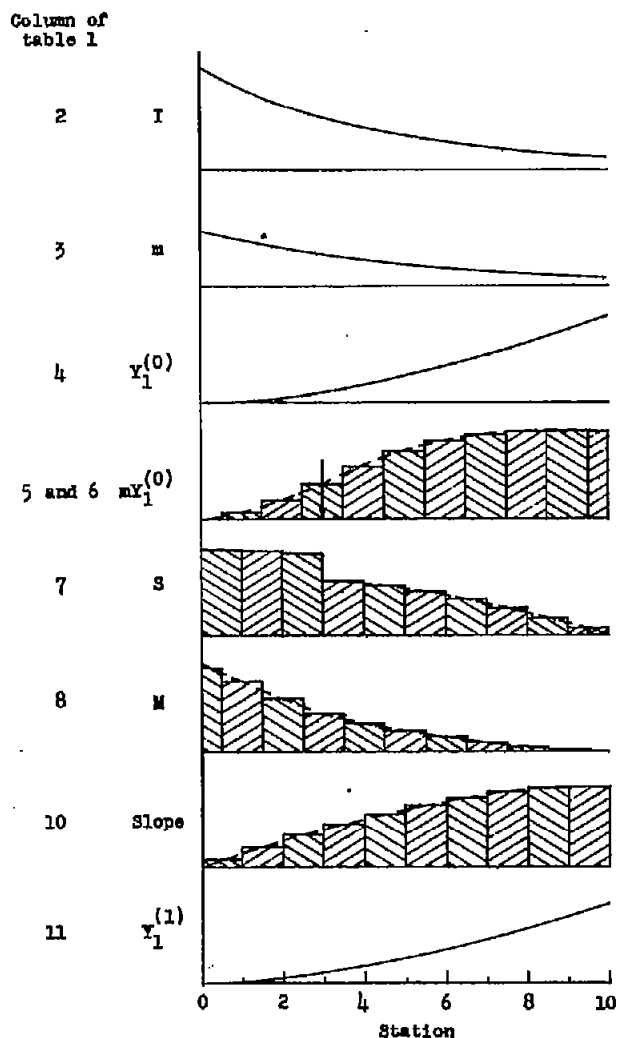 Column of
table 1
2 I
3 m
4 Y₁⁽⁰⁾
5 and 6 mY₁⁽⁰⁾
7 S
8 M
10 Slope
11 Y₁⁽¹⁾
0 2 4 6 8 10
Station